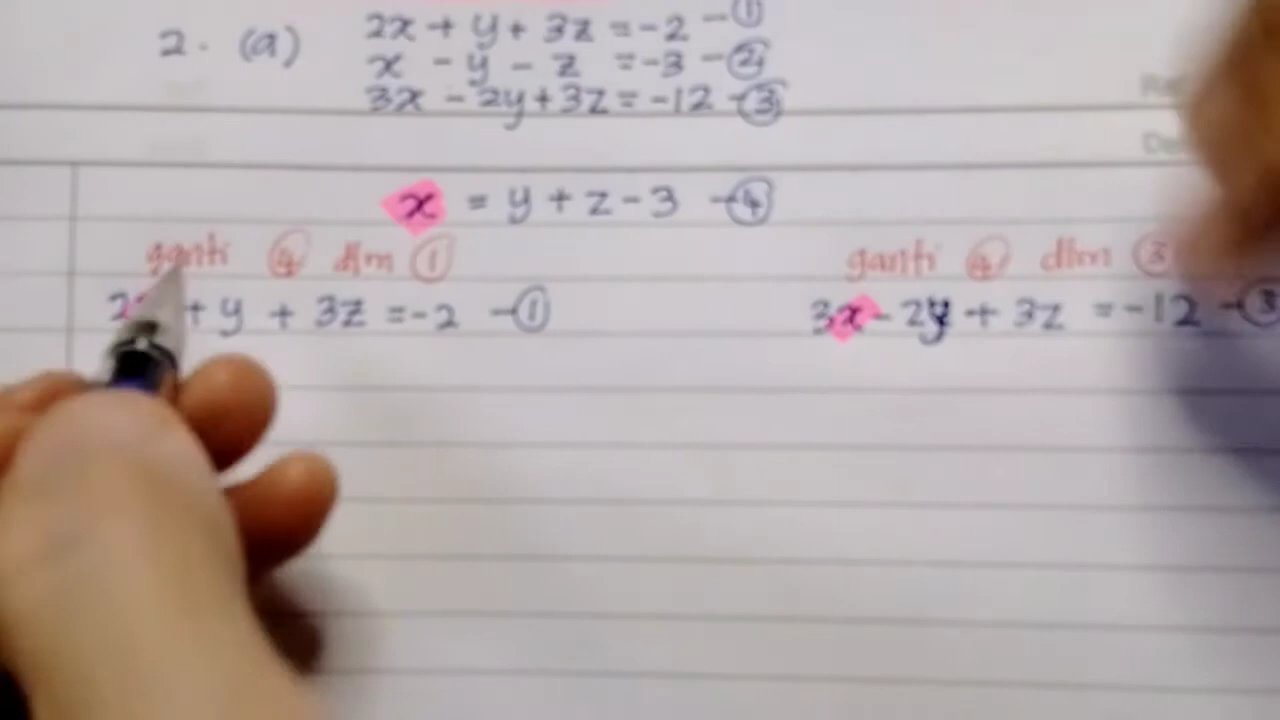 2. (a) 2x + y + 3z = -2 - ①
x - y - z = -3 - ②
3x - 2y + 3z = -12 - ③
x = y + z - 3 - ④
ganti ④ dlm ① ganti ④ dlm ③
2 + y + 3z = -2 - ① 3x - 2y + 3z = -12 - ③